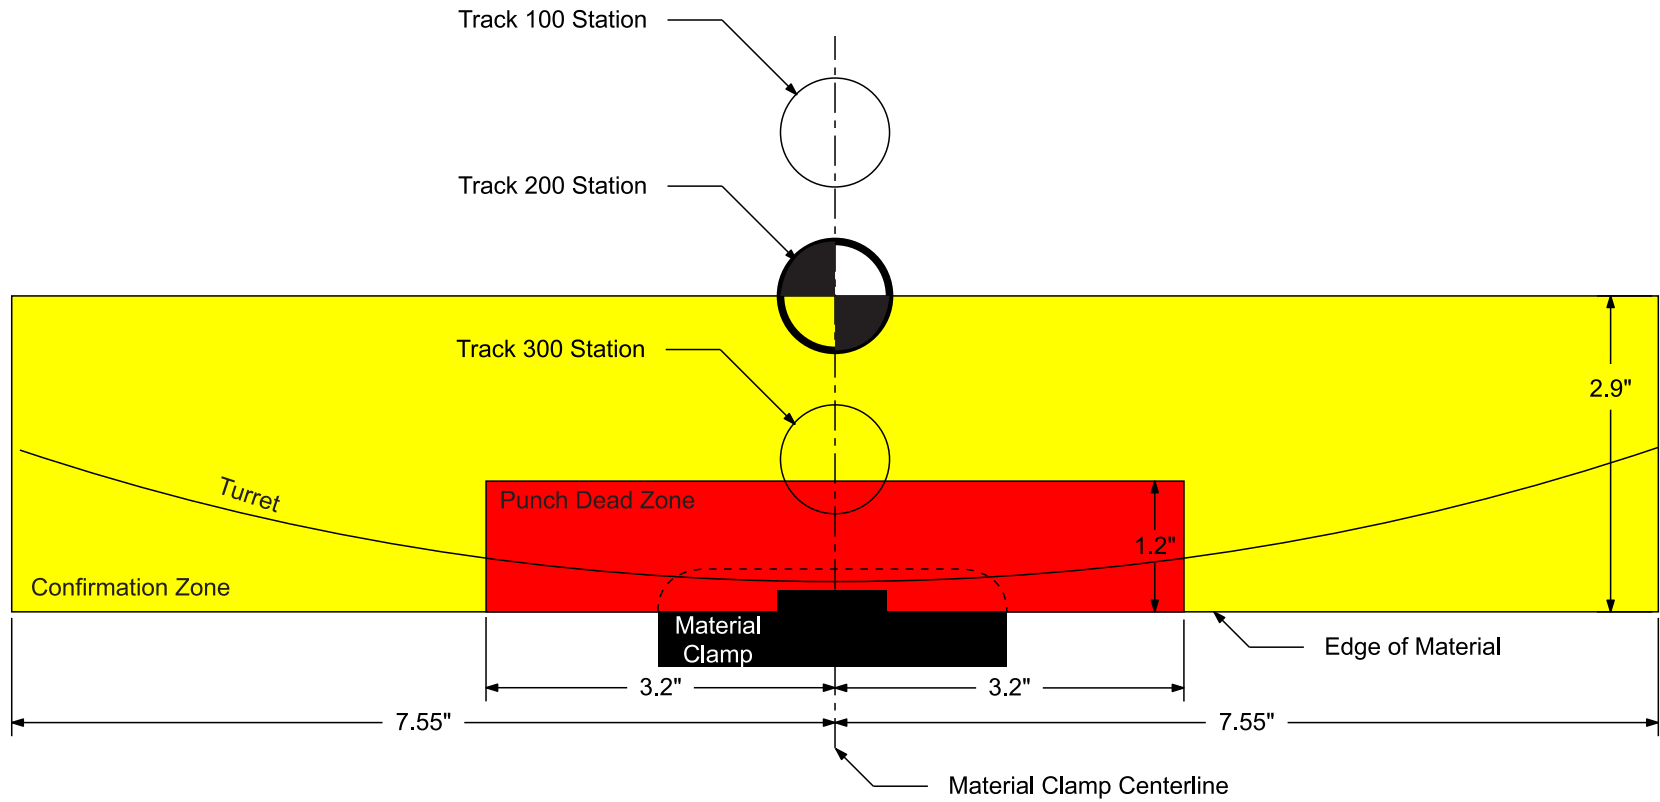 Track 100 Station
Track 200 Station
Track 300 Station
2.9"
Turret
Punch Dead Zone
1.2"
Confirmation Zone
Material
Clamp
Edge of Material
3.2"
3.2"
7.55"
7.55"
Material Clamp Centerline